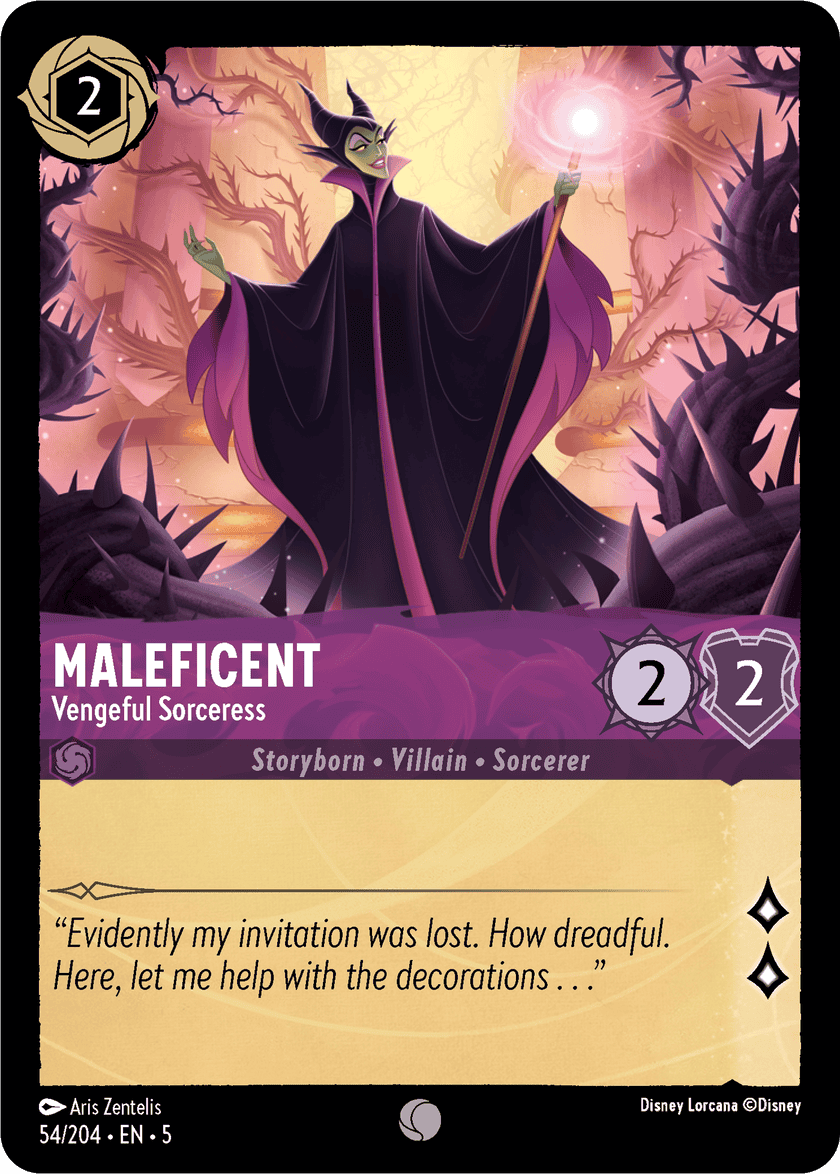 2
MALEFICENT
Vengeful Sorceress
2
2
Storyborn • Villain • Sorcerer
“Evidently my invitation was lost. How dreadful.
Here, let me help with the decorations . . .”
Aris Zentelis
54/204 • EN • 5
Disney Lorcana ©Disney